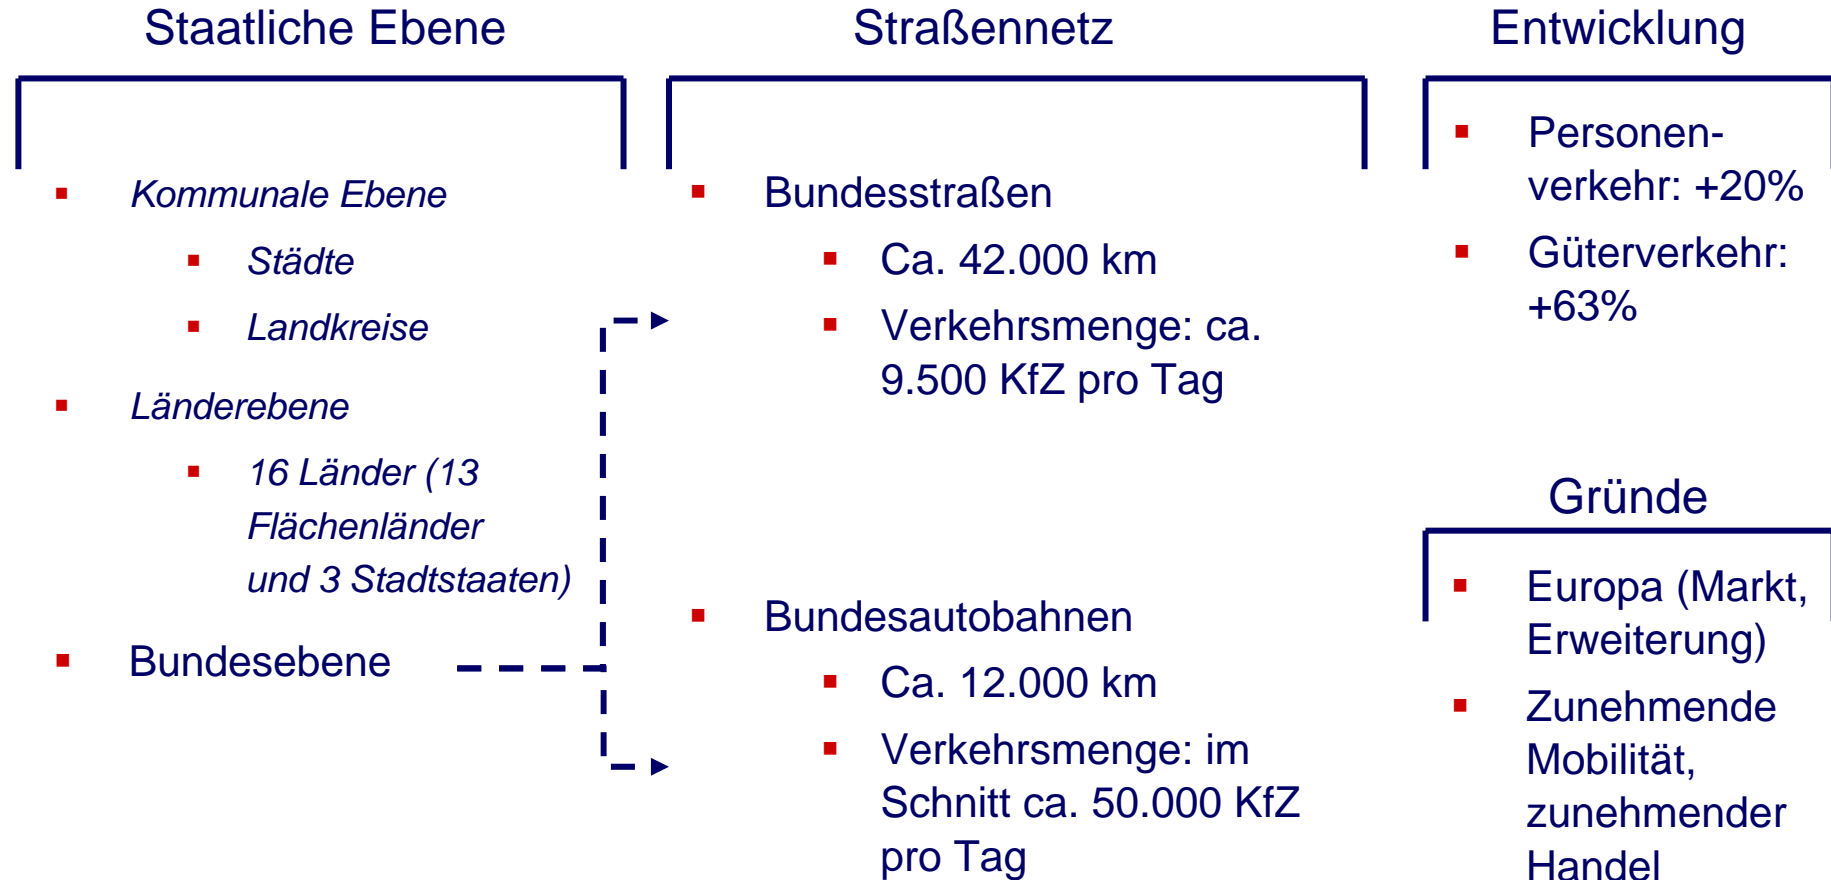 Staatliche Ebene
Kommunale Ebene
Städte
Landkreise
Länderebene
16 Länder (13
Flächenländer
und 3 Stadtstaaten)
Bundesebene
Straßennetz
Bundesstraßen
Ca. 42.000 km
Verkehrsmenge: ca.
9.500 KfZ pro Tag
Bundesautobahnen
Ca. 12.000 km
Verkehrsmenge: im
Schnitt ca. 50.000 KfZ
pro Tag
Entwicklung
Personen-
verkehr: +20%
Güterverkehr:
+63%
Gründe
Europa (Markt,
Erweiterung)
Zunehmende
Mobilität,
zunehmender
Handel